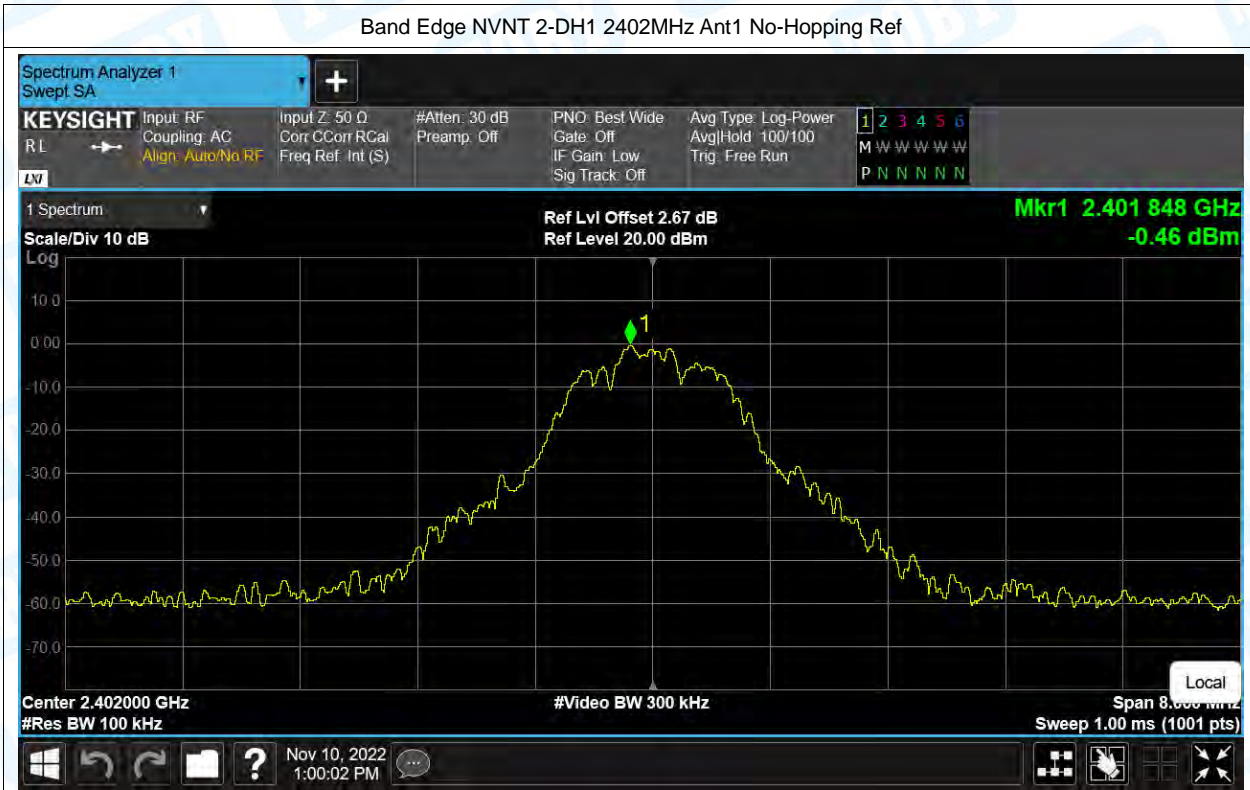 Band Edge NVNT 2-DH1 2402MHz Ant1 No-Hopping Ref
Spectrum Analyzer 1
Swept SA
+
KEYSIGHT
RL
LXI
Input: RF
Coupling: AC
Align: Auto/No RF
Input Z: 50 Ω
Corr CCorr RCal
Freq Ref: Int (S)
#Atten: 30 dB
Preamp: Off
PNO: Best Wide
Gate: Off
IF Gain: Low
Sig Track: Off
Avg Type: Log-Power
Avg|Hold: 100/100
Trig: Free Run
1 2 3 4 5 6
M W W W W W
P N N N N N
1 Spectrum
Scale/Div 10 dB
Ref Lvl Offset 2.67 dB
Ref Level 20.00 dBm
Mkr1 2.401 848 GHz
-0.46 dBm
Log
10.0
0.00
-10.0
-20.0
-30.0
-40.0
-50.0
-60.0
-70.0
1
Local
Center 2.402000 GHz
#Res BW 100 kHz
#Video BW 300 kHz
Span 8.000 MHz
Sweep 1.00 ms (1001 pts)
?
Nov 10, 2022
1:00:02 PM